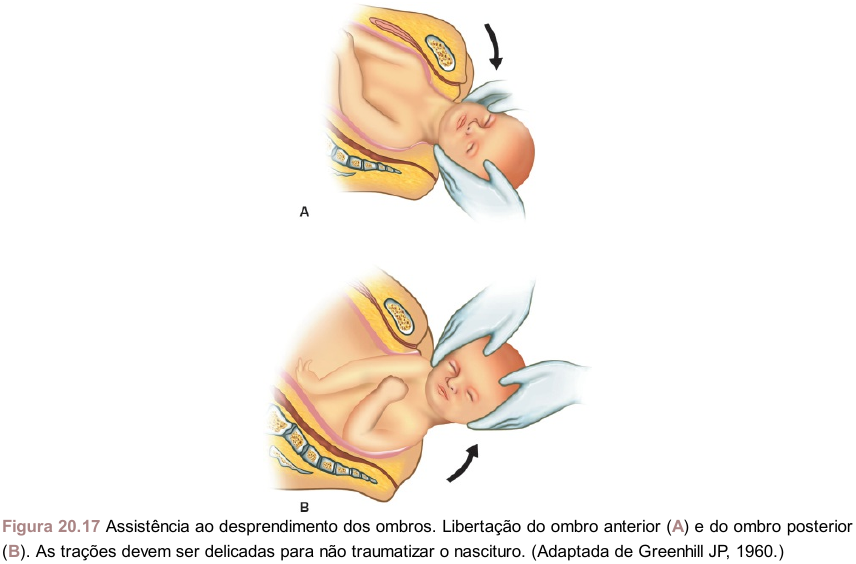 A
B
Figura 20.17 Assistência ao desprendimento dos ombros. Libertação do ombro anterior (A) e do ombro posterior
(B). As trações devem ser delicadas para não traumatizar o nascituro. (Adaptada de Greenhill JP, 1960.)